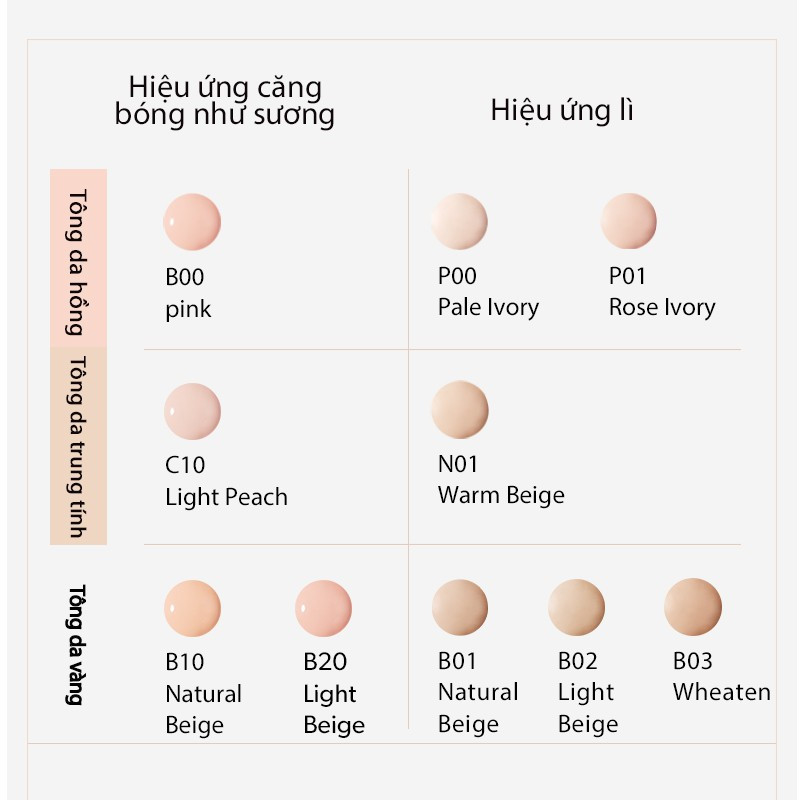 Hiệu ứng căng
bóng như sương
Hiệu ứng lì
Tông da hồng
B00
pink
P00
Pale Ivory
P01
Rose Ivory
Tông da trung tính
C10
Light Peach
N01
Warm Beige
Tông da vàng
B10
Natural
Beige
B20
Light
Beige
B01
Natural
Beige
B02
Light
Beige
B03
Wheaten